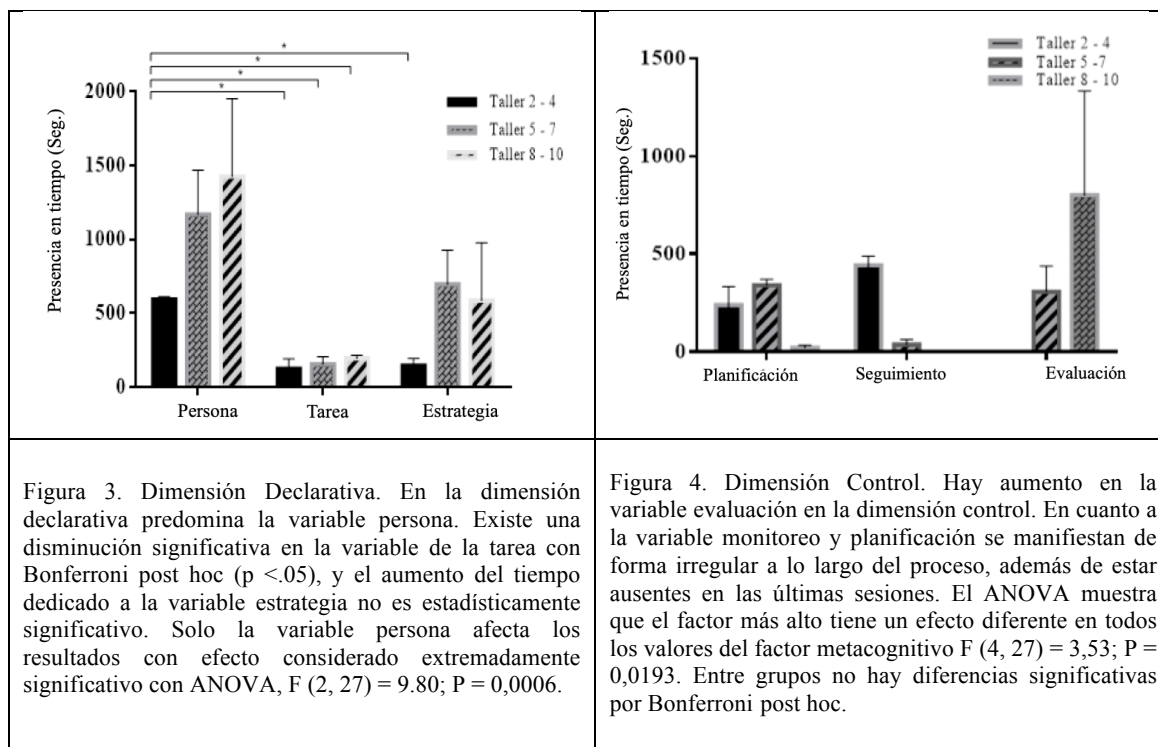 *
*
*
*
2000
1500
1000
500
0
Presencia en tiempo (Seg.)
Taller 2 - 4
Taller 5 - 7
Taller 8 - 10
Persona
Tarea
Estrategia
1500
1000
500
0
Presencia en tiempo (Seg.)
Taller 2 - 4
Taller 5 -7
Taller 8 - 10
Planificación
Seguimiento
Evaluación
Figura 3. Dimensión Declarativa. En la dimensión
declarativa predomina la variable persona. Existe una
disminución significativa en la variable de la tarea con
Bonferroni post hoc (p <.05), y el aumento del tiempo
dedicado a la variable estrategia no es estadísticamente
significativo. Solo la variable persona afecta los
resultados con efecto considerado extremadamente
significativo con ANOVA, F (2, 27) = 9.80; P = 0,0006.
Figura 4. Dimensión Control. Hay aumento en la
variable evaluación en la dimensión control. En cuanto a
la variable monitoreo y planificación se manifiestan de
forma irregular a lo largo del proceso, además de estar
ausentes en las últimas sesiones. El ANOVA muestra
que el factor más alto tiene un efecto diferente en todos
los valores del factor metacognitivo F (4, 27) = 3,53; P =
0,0193. Entre grupos no hay diferencias significativas
por Bonferroni post hoc.